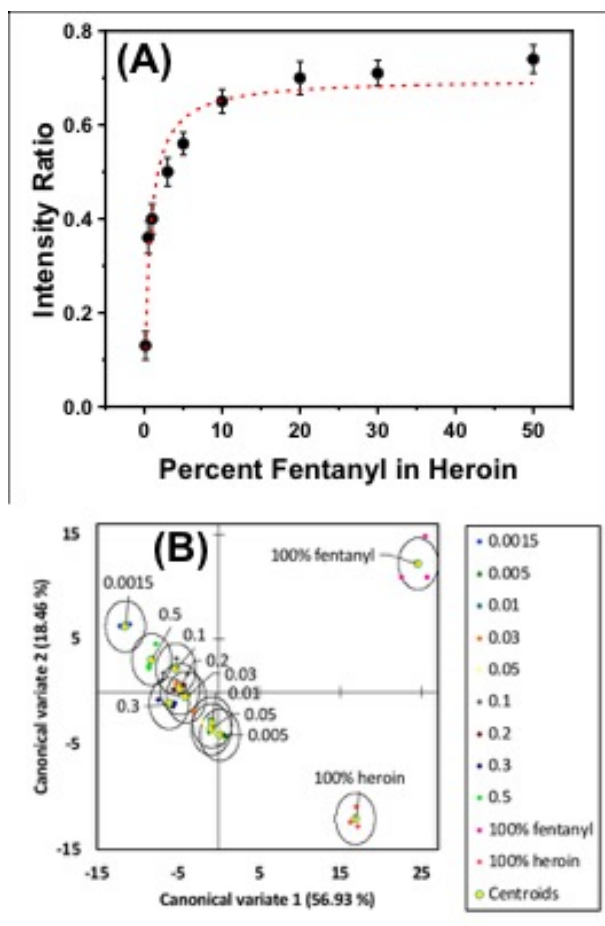 (A)
0.8
0.6
0.4
0.2
0.0
Intensity Ratio
0 10 20 30 40 50
Percent Fentanyl in Heroin
(B)
15
5
-5
-15
Canonical variate 2 (18.46 %)
100% fentanyl
0.0015
0.5
0.1
0.2
0.03
0.01
0.3
0.05
0.005
100% heroin
-15 -5 5 15 25
Canonical variate 1 (56.93 %)
0.0015
0.005
0.01
0.03
0.05
0.1
0.2
0.3
0.5
100% fentanyl
100% heroin
Centroids